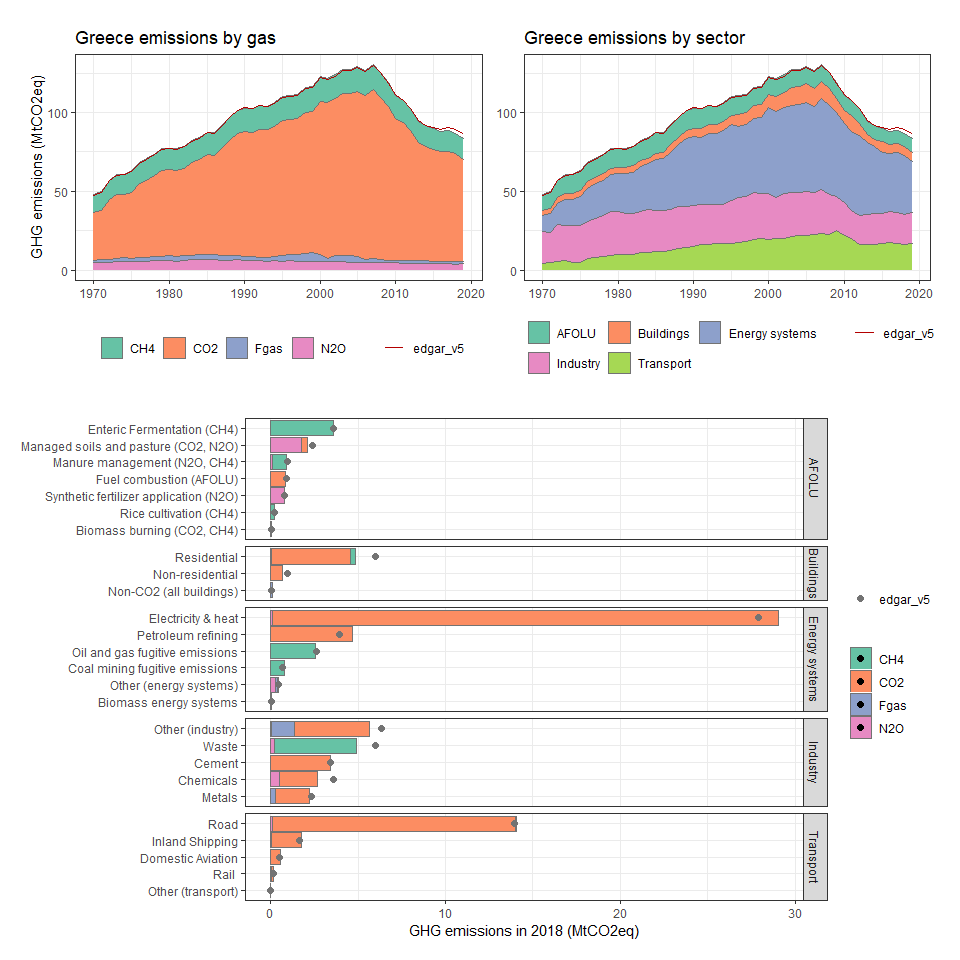 Greece emissions by gas
GHG emissions (MtCO2eq)
100
50
0
1970 1980 1990 2000 2010 2020
CH4 CO2 Fgas N2O edgar_v5
Greece emissions by sector
100
50
0
1970 1980 1990 2000 2010 2020
AFOLU Buildings Energy systems edgar_v5
Industry Transport
Enteric Fermentation (CH4)
Managed soils and pasture (CO2, N2O)
Manure management (N2O, CH4)
Fuel combustion (AFOLU)
Synthetic fertilizer application (N2O)
Rice cultivation (CH4)
Biomass burning (CO2, CH4)
AFOLU
Residential
Non-residential
Non-CO2 (all buildings)
Buildings
Electricity & heat
Petroleum refining
Oil and gas fugitive emissions
Coal mining fugitive emissions
Other (energy systems)
Biomass energy systems
Energy systems
Other (industry)
Waste
Cement
Chemicals
Metals
Industry
Road
Inland Shipping
Domestic Aviation
Rail
Other (transport)
Transport
0 10 20 30
GHG emissions in 2018 (MtCO2eq)
edgar_v5
CH4
CO2
Fgas
N2O